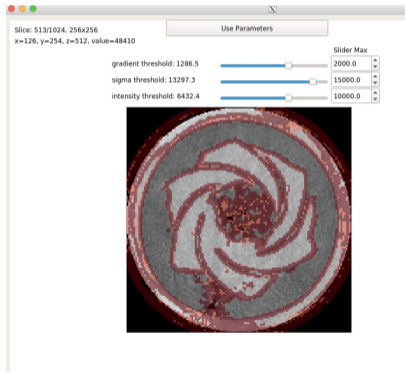 Slice: 513/1024, 256x256
Use Parameters
x=126, y=254, z=512, value=48410
Slider Max
gradient threshold: 1286.5
2000.0
sigma threshold: 13297.3
15000.0
intensity threshold: 6432.4
10000.0